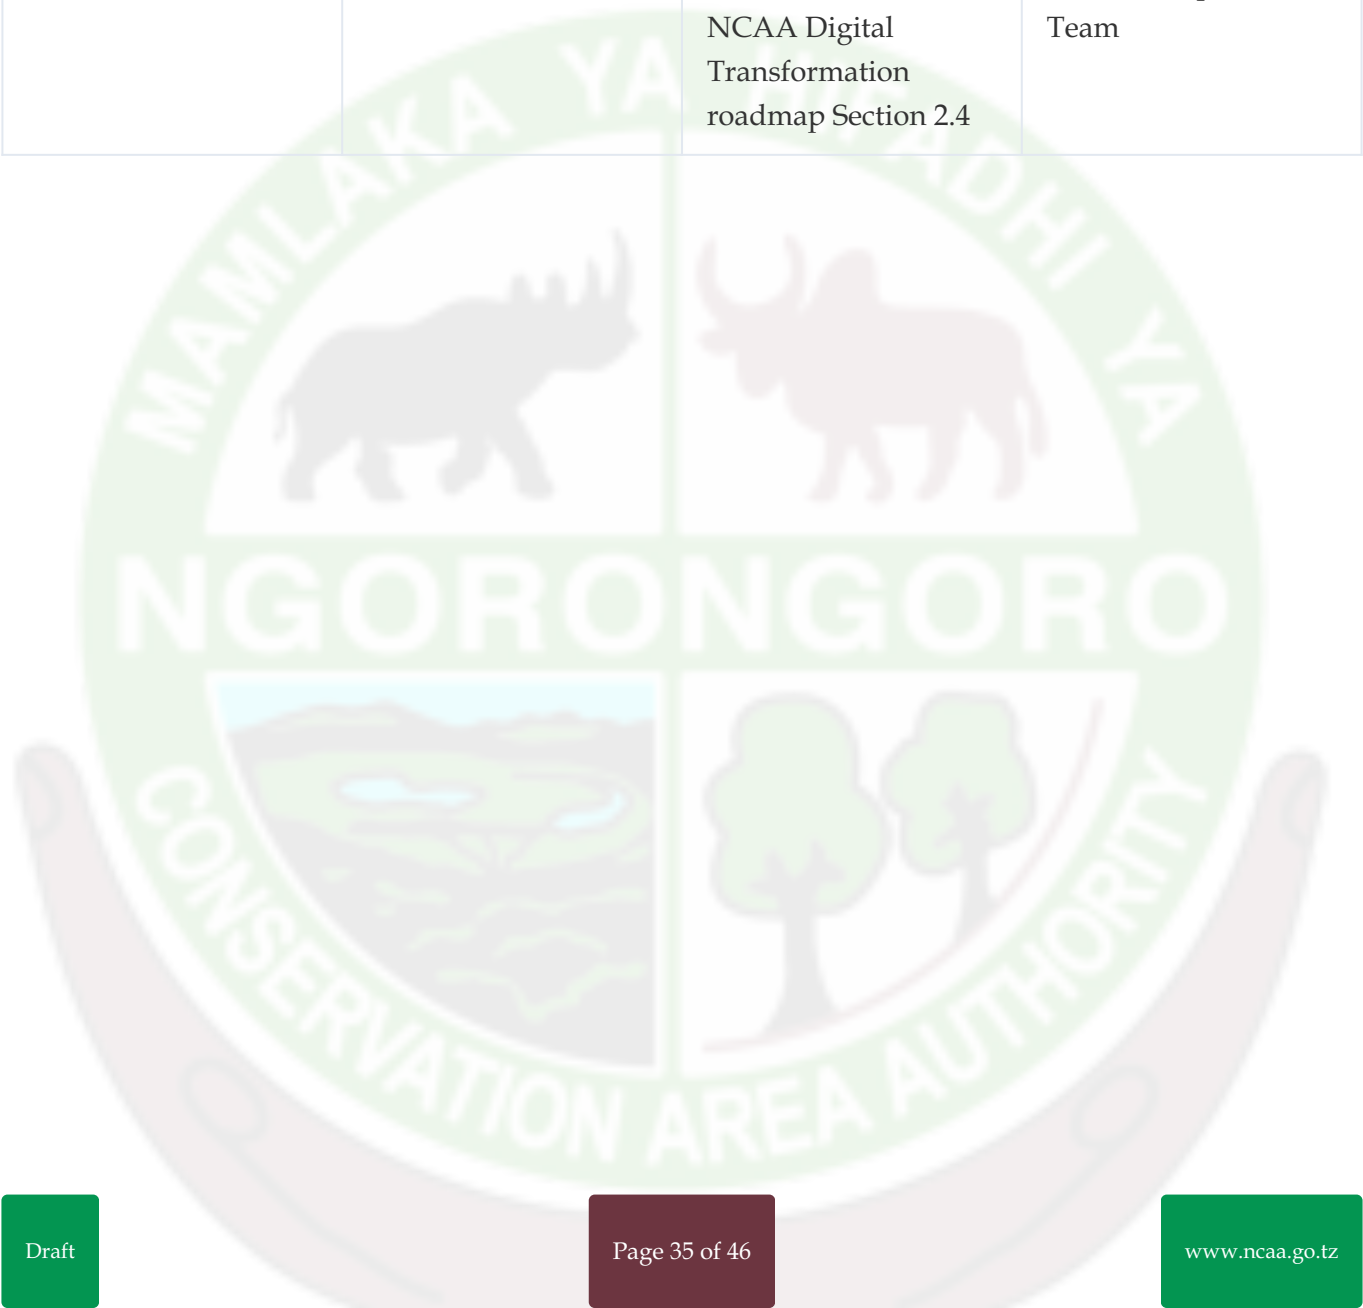 NCAA Digital
Team
Transformation
roadmap Section 2.4
MAMLAKA YA HIFADHI YA
NGORONGORO
CONSERVATION AREA AUTHORITY
Draft
Page 35 of 46
www.ncaa.go.tz